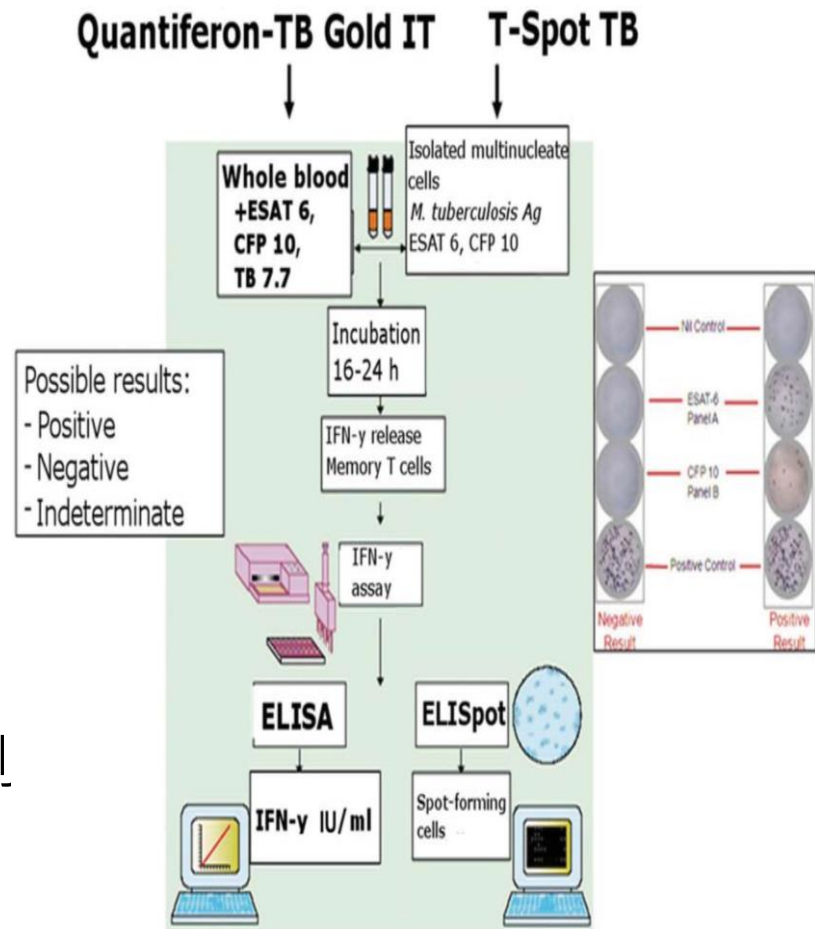 Quantiferon-TB Gold IT
T-Spot TB
Whole blood
+ESAT 6,
CFP 10,
TB 7.7
Isolated multinucleate
cells
M. tuberculosis Ag
ESAT 6, CFP 10
Incubation
16-24 h
Possible results:
- Positive
- Negative
- Indeterminate
IFN-y release
Memory T cells
IFN-y
assay
Nil Control
ESAT-6
Panel A
CFP 10
Panel B
Positive Control
Negative
Result
Positive
Result
ELISA
ELISpot
IFN-y IU/ml
Spot-forming
cells